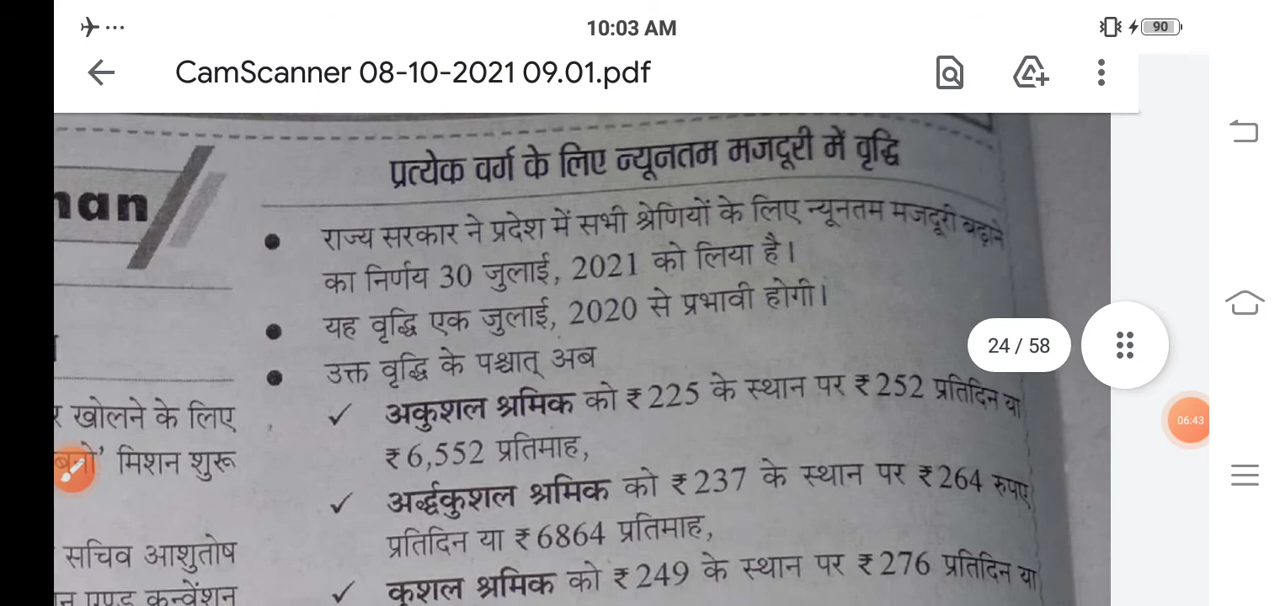 10:03 AM
90
CamScanner 08-10-2021 09.01.pdf
प्रत्येक वर्ग के लिए न्यूनतम मजदूरी में वृद्धि
राज्य सरकार ने प्रदेश में सभी श्रेणियों के लिए न्यूनतम मजदूरी बढ़ाने
का निर्णय 30 जुलाई, 2021 को लिया है।
यह वृद्धि एक जुलाई, 2020 से प्रभावी होगी।
उक्त वृद्धि के पश्चात् अब
✓ अकुशल श्रमिक को ₹225 के स्थान पर ₹252 प्रतिदिन या
₹6,552 प्रतिमाह,
✓ अर्द्धकुशल श्रमिक को ₹237 के स्थान पर ₹264 रुपए
प्रतिदिन या ₹6864 प्रतिमाह,
✓ कुशल श्रमिक को ₹249 के स्थान पर ₹276 प्रतिदिन या
खोलने के लिए
मिशन शुरू
सचिव आशुतोष
एण्ड कन्वेंशन
24 / 58
06:43